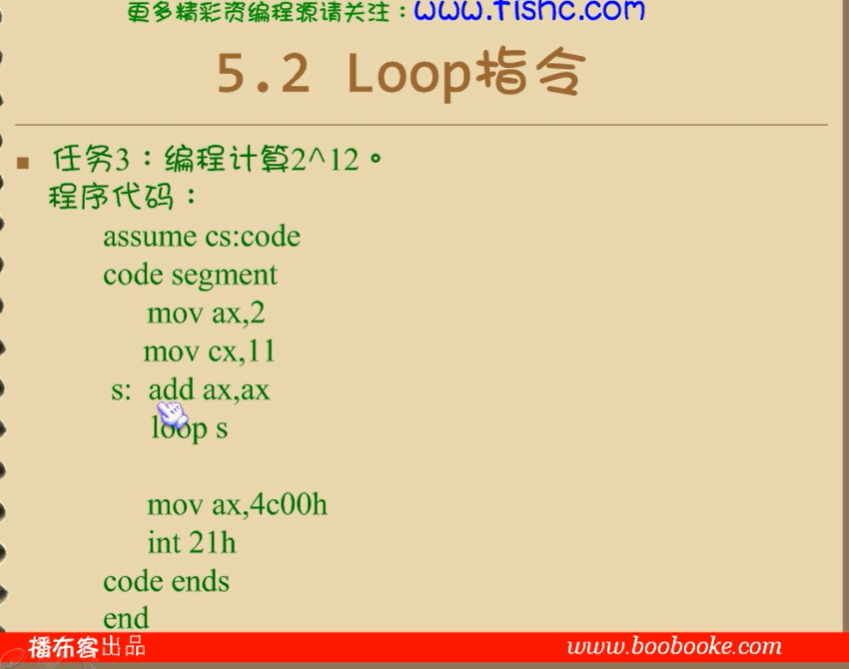 更多精彩资编程源请关注：www.fishc.com
5.2 Loop指令
任务3：编程计算2^12。
程序代码：
assume cs:code
code segment
mov ax,2
mov cx,11
s: add ax,ax
loop s
mov ax,4c00h
int 21h
code ends
end
播布客出品 www.boobooke.com